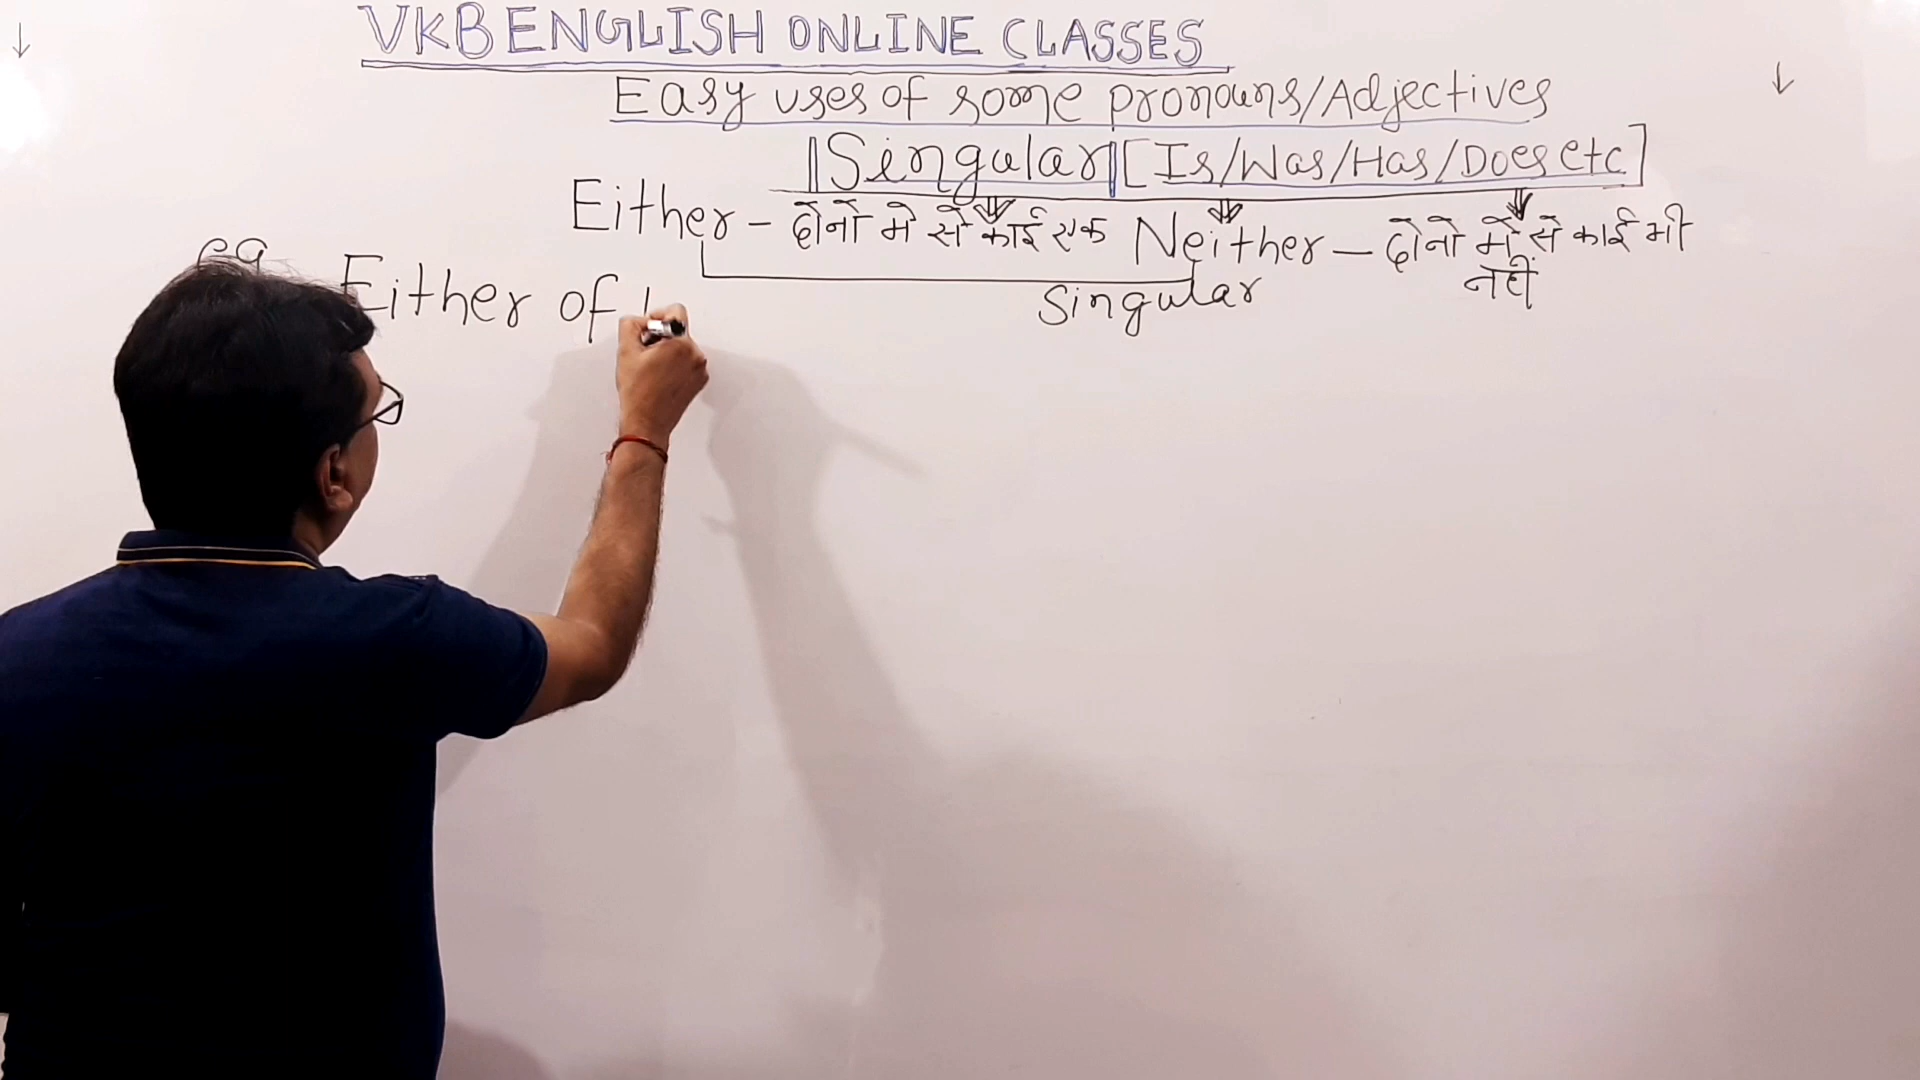 VKB ENGLISH ONLINE CLASSES
Easy uses of some pronouns/Adjectives
Singular [Is/Was/Has/Does etc]
Either - दोनों मे से कोई एक Neither - दोनो में से कोई भी
नहीं
Singular
eg
Either of